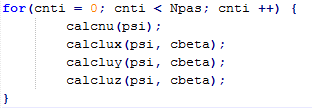 for(cnti = 0; cnti < Npas; cnti ++) {
calcnu(psi);
calclux(psi, cbeta);
calcluy(psi, cbeta);
calcluz(psi, cbeta);
}